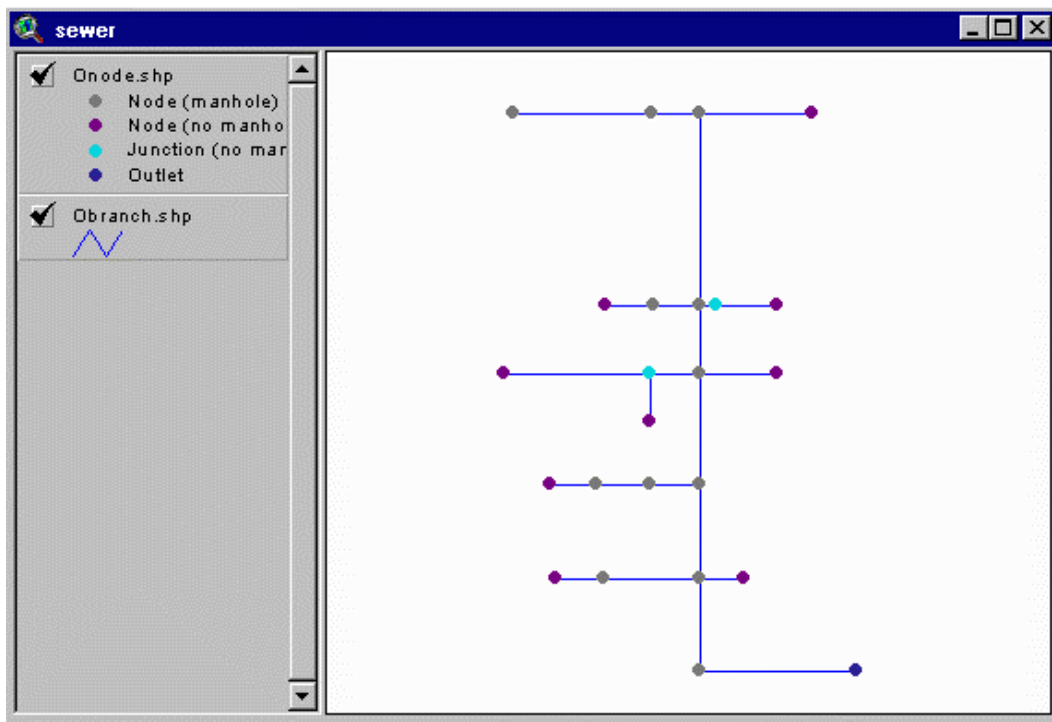 sewer
Onode.shp
Node (manhole)
Node (no manho
Junction (no mar
Outlet
Obranch.shp